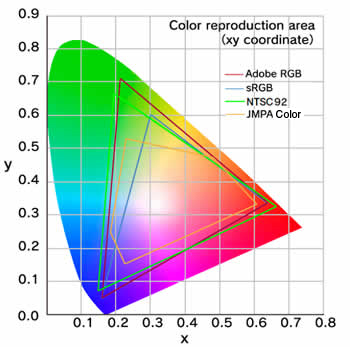 Color reproduction area
(xy coordinate)
Adobe RGB
sRGB
NTSC92
JMPA Color
y
0.9
0.8
0.7
0.6
0.5
0.4
0.3
0.2
0.1
0.0
0.1 0.2 0.3 0.4 0.5 0.6 0.7 0.8
x